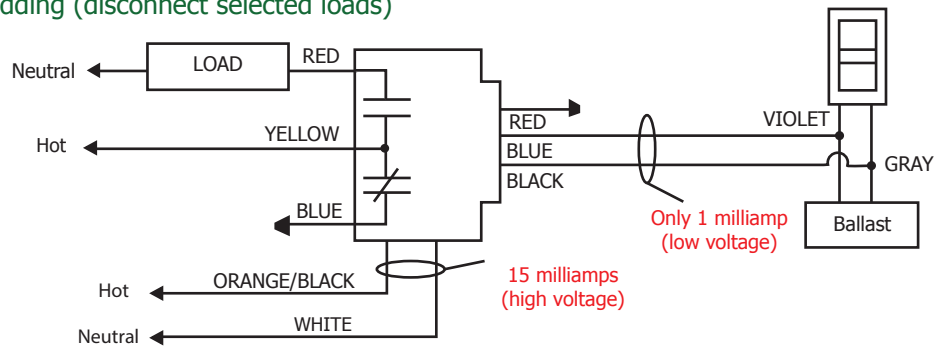 dding (disconnect selected loads)
Neutral
LOAD
RED
Hot
YELLOW
BLUE
RED
BLUE
BLACK
VIOLET
GRAY
Ballast
Only 1 milliamp
(low voltage)
Hot
ORANGE/BLACK
15 milliamps
(high voltage)
Neutral
WHITE